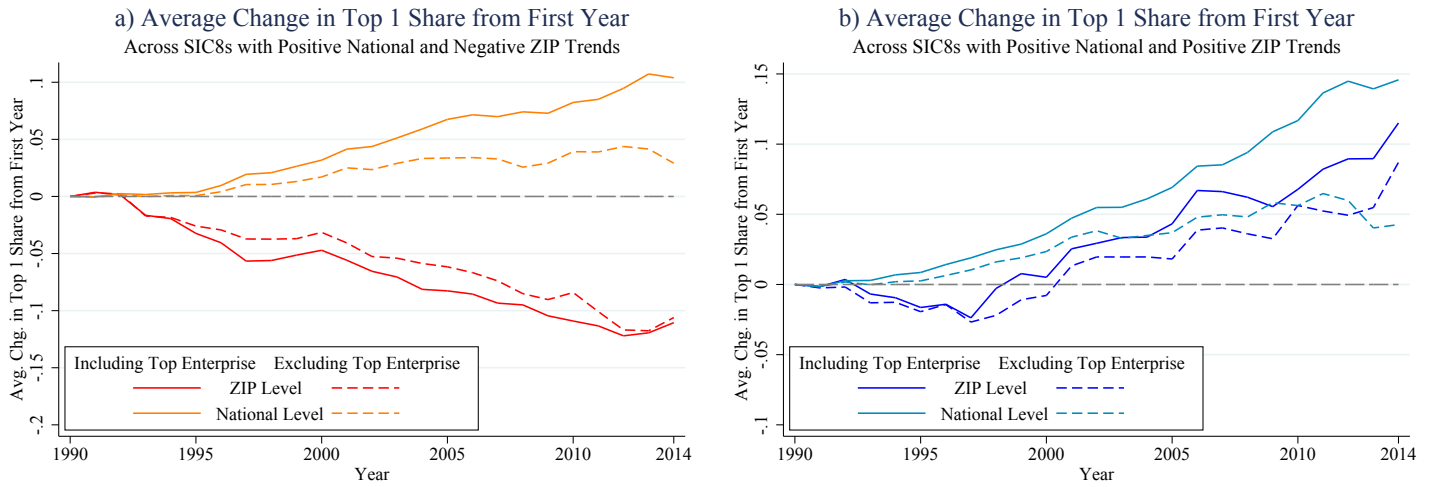 a) Average Change in Top 1 Share from First Year
Across SIC8s with Positive National and Negative ZIP Trends
Avg. Chg. in Top 1 Share from First Year
.1
.05
0
-.05
-.1
-.15
-.2
Including Top Enterprise Excluding Top Enterprise
ZIP Level
National Level
1990 1995 2000 2005 2010 2014
Year
b) Average Change in Top 1 Share from First Year
Across SIC8s with Positive National and Positive ZIP Trends
Avg. Chg. in Top 1 Share from First Year
.15
.1
.05
0
-.05
-.1
Including Top Enterprise Excluding Top Enterprise
ZIP Level
National Level
1990 1995 2000 2005 2010 2014
Year